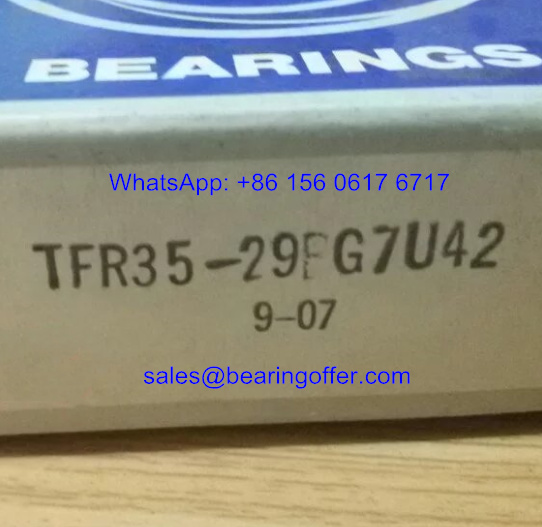 BEARINGS
WhatsApp: +86 156 0617 6717
TFR35-29FG7U42
9-07
sales@bearingoffer.com